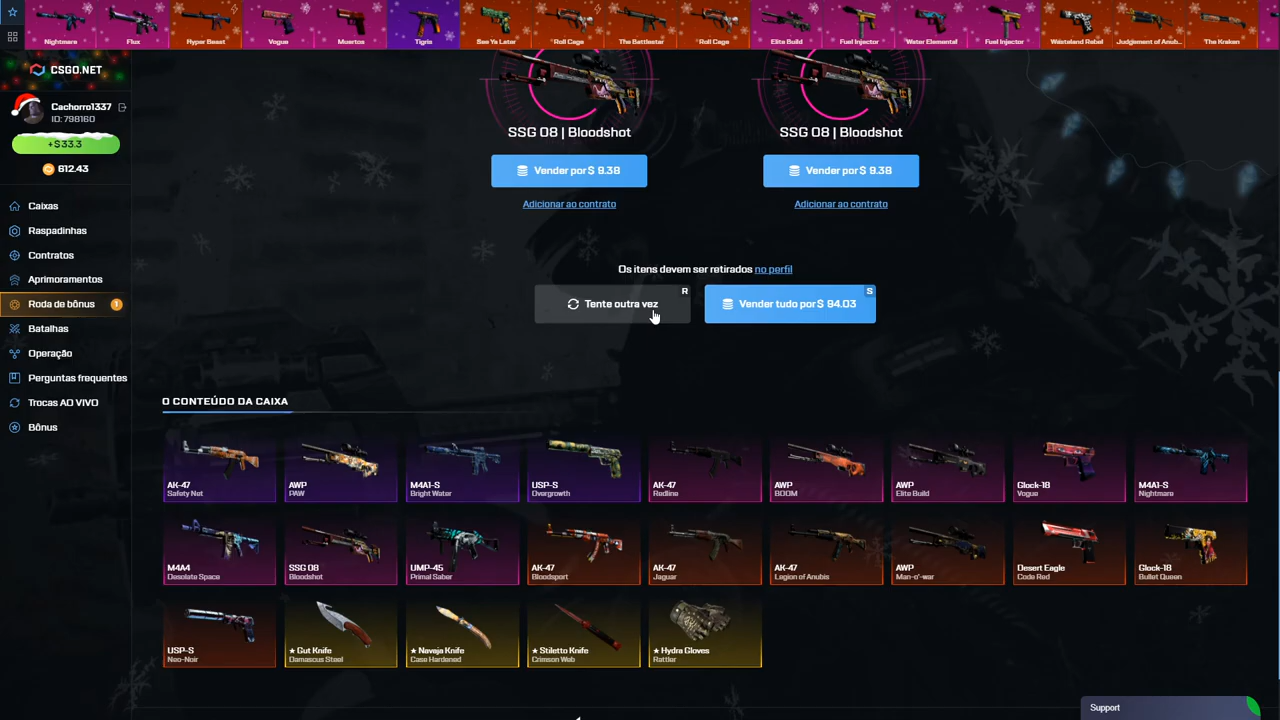 Nightmare
Flux
Hyper Beast
Vogue
Muertos
Tigris
See Ya Later
Roll Cage
The Battlestar
Roll Cage
Elite Build
Fuel Injector
Water Elemental
Fuel Injector
Wasteland Rebel
Judgement of Anub...
The Kraken
CSGO.NET
Cachorro1337
ID: 798160
+$33.3
812.43
Caixas
Raspadinhas
Contratos
Aprimoramentos
Roda de bônus 1
Batalhas
Operação
Perguntas frequentes
Trocas AO VIVO
Bônus
SSG 08 | Bloodshot
Vender por $ 9.38
Adicionar ao contrato
SSG 08 | Bloodshot
Vender por $ 9.38
Adicionar ao contrato
Os itens devem ser retirados no perfil
Tente outra vez R
Vender tudo por $ 94.03 S
O CONTEÚDO DA CAIXA
AK-47
Safety Net
AWP
PAW
M4A1-S
Bright Water
USP-S
Overgrowth
AK-47
Redline
AWP
BOOM
AWP
Elite Build
Glock-18
Vogue
M4A1-S
Nightmare
M4A4
Desolate Space
SSG 08
Bloodshot
UMP-45
Primal Saber
AK-47
Bloodsport
AK-47
Jaguar
AK-47
Legion of Anubis
AWP
Man-o'-war
Desert Eagle
Code Red
Glock-18
Bullet Queen
USP-S
Neo-Noir
★ Gut Knife
Damascus Steel
★ Navaja Knife
Case Hardened
★ Stiletto Knife
Crimson Web
★ Hydra Gloves
Rattler
Support